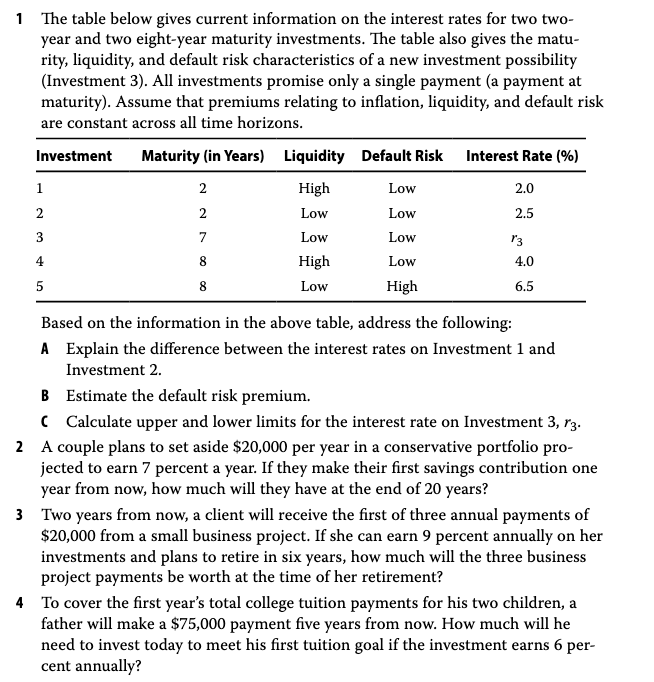 1 The table below gives current information on the interest rates for two two-
year and two eight-year maturity investments. The table also gives the matu-
rity, liquidity, and default risk characteristics of a new investment possibility
(Investment 3). All investments promise only a single payment (a payment at
maturity). Assume that premiums relating to inflation, liquidity, and default risk
are constant across all time horizons.
Investment Maturity (in Years) Liquidity Default Risk Interest Rate (%)
1 2 High Low 2.0
2 2 Low Low 2.5
3 7 Low Low r3
4 8 High Low 4.0
5 8 Low High 6.5
Based on the information in the above table, address the following:
A Explain the difference between the interest rates on Investment 1 and
Investment 2.
B Estimate the default risk premium.
C Calculate upper and lower limits for the interest rate on Investment 3, r3.
2 A couple plans to set aside $20,000 per year in a conservative portfolio pro-
jected to earn 7 percent a year. If they make their first savings contribution one
year from now, how much will they have at the end of 20 years?
3 Two years from now, a client will receive the first of three annual payments of
$20,000 from a small business project. If she can earn 9 percent annually on her
investments and plans to retire in six years, how much will the three business
project payments be worth at the time of her retirement?
4 To cover the first year's total college tuition payments for his two children, a
father will make a $75,000 payment five years from now. How much will he
need to invest today to meet his first tuition goal if the investment earns 6 per-
cent annually?